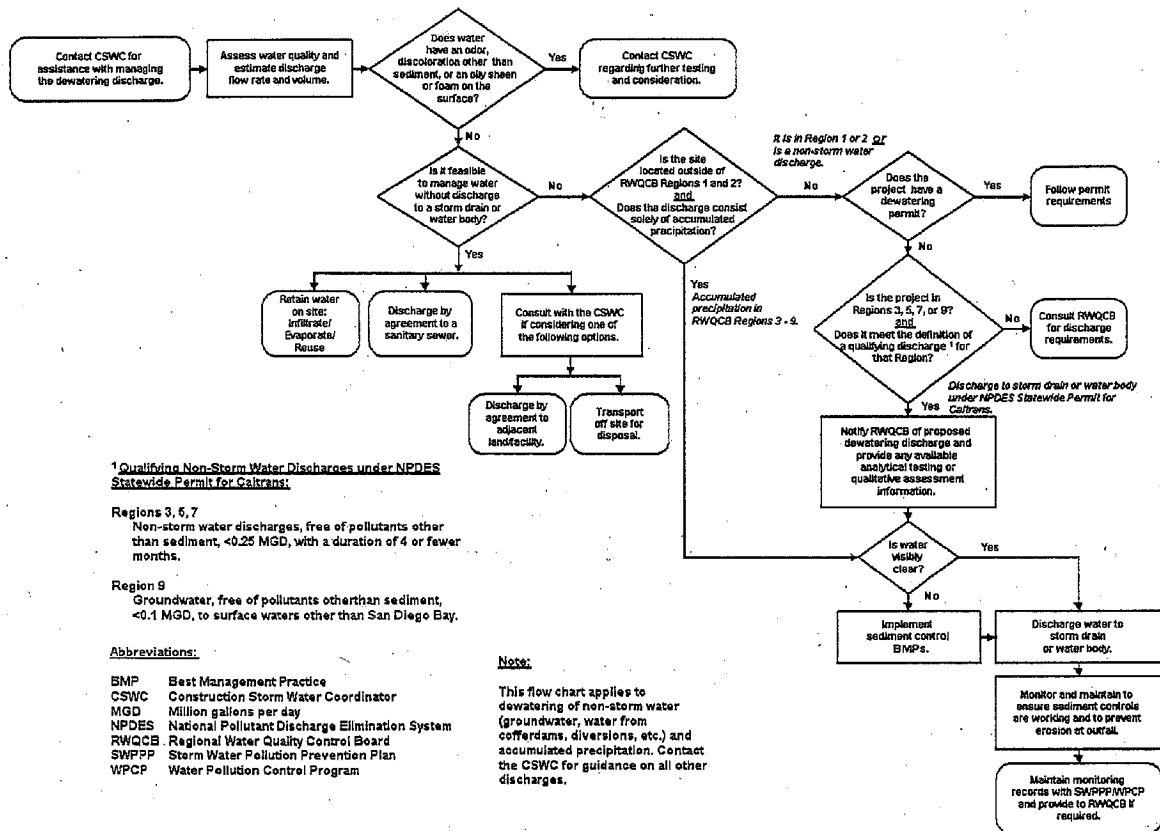 Contact CSWC for
assistance with managing
the dewatering discharge.
Assess water quality and
estimate discharge
flow rate and volume.
Does water
have an odor,
discoloration other than
sediment, or an oily sheen
or foam on the
surface?
Yes
Contact CSWC
regarding further testing
and consideration.
No
Is it feasible
to manage water
without discharge
to a storm drain or
water body?
No
Is the site
located outside of
RWQCB Regions 1 and 2?
and
Does the discharge consist
solely of accumulated
precipitation?
It is in Region 1 or 2 or
is a non-storm water
discharge.
No
Does the
project have a
dewatering
permit?
Yes
Follow permit
requirements
Yes
Retain water
on site:
Infiltrate/
Evaporate/
Reuse
Discharge by
agreement to a
sanitary sewer.
Consult with the CSWC
if considering one of
the following options.
Discharge by
agreement to
adjacent
land/facility.
Transport
off site for
disposal.
Yes
Accumulated
precipitation in
RWQCB Regions 3 - 9.
No
Is the project in
Regions 3, 5, 7, or 9?
and
Does it meet the definition
of a qualifying discharge 1 for
that Region?
No
Consult RWQCB
for discharge
requirements.
Yes
Discharge to storm drain or water body
under NPDES Statewide Permit for
Caltrans.
Notify RWQCB of proposed
dewatering discharge and
provide any available
analytical testing or
qualitative assessment
information.
Is water
visibly
clear?
Yes
No
Implement
sediment control
BMPs.
Discharge water to
storm drain
or water body.
Monitor and maintain to
ensure sediment controls
are working and to prevent
erosion at outfall.
Maintain monitoring
records with SWPPP/WPCP
and provide to RWQCB if
required.
1 Qualifying Non-Storm Water Discharges under NPDES
Statewide Permit for Caltrans:
Regions 3, 5, 7
Non-storm water discharges, free of pollutants other
than sediment, <0.25 MGD, with a duration of 4 or fewer
months.
Region 9
Groundwater, free of pollutants otherthan sediment,
<0.1 MGD, to surface waters other than San Diego Bay.
Abbreviations:
BMP Best Management Practice
CSWC Construction Storm Water Coordinator
MGD Million gallons per day
NPDES National Pollutant Discharge Elimination System
RWQCB Regional Water Quality Control Board
SWPPP Storm Water Pollution Prevention Plan
WPCP Water Pollution Control Program
Note:
This flow chart applies to
dewatering of non-storm water
(groundwater, water from
cofferdams, diversions, etc.) and
accumulated precipitation. Contact
the CSWC for guidance on all other
discharges.